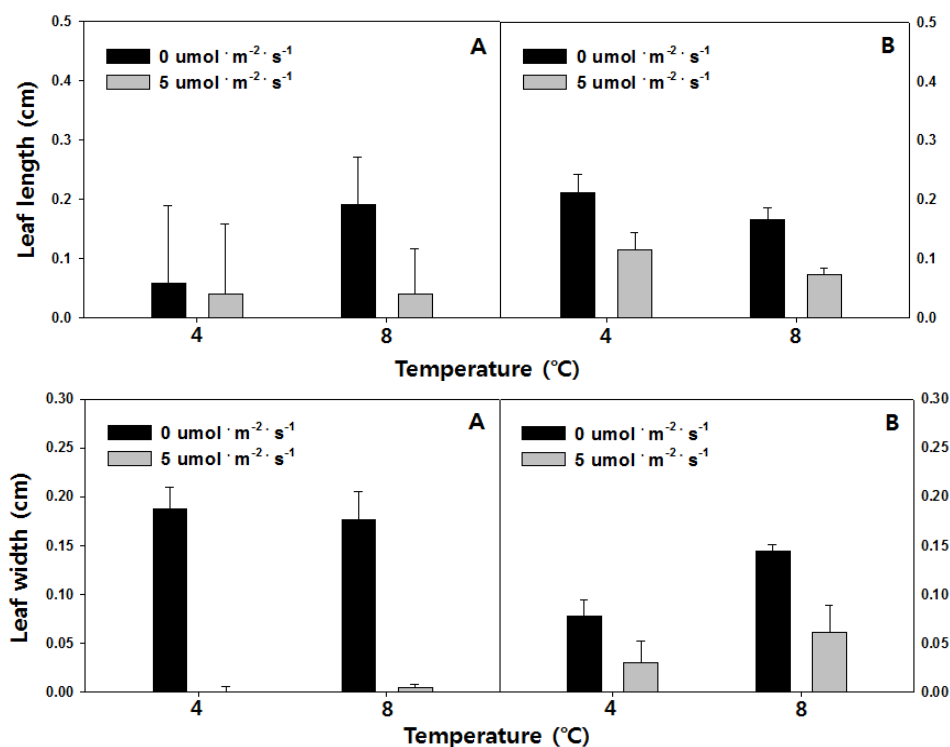 Leaf length (cm)
0.5
0.4
0.3
0.2
0.1
0.0
A
0 umol · m⁻² · s⁻¹
5 umol · m⁻² · s⁻¹
4
8
B
0 umol · m⁻² · s⁻¹
5 umol · m⁻² · s⁻¹
4
8
0.5
0.4
0.3
0.2
0.1
0.0
Temperature (℃)
Leaf width (cm)
0.30
0.25
0.20
0.15
0.10
0.05
0.00
A
0 umol · m⁻² · s⁻¹
5 umol · m⁻² · s⁻¹
4
8
B
0 umol · m⁻² · s⁻¹
5 umol · m⁻² · s⁻¹
4
8
0.30
0.25
0.20
0.15
0.10
0.05
0.00
Temperature (℃)